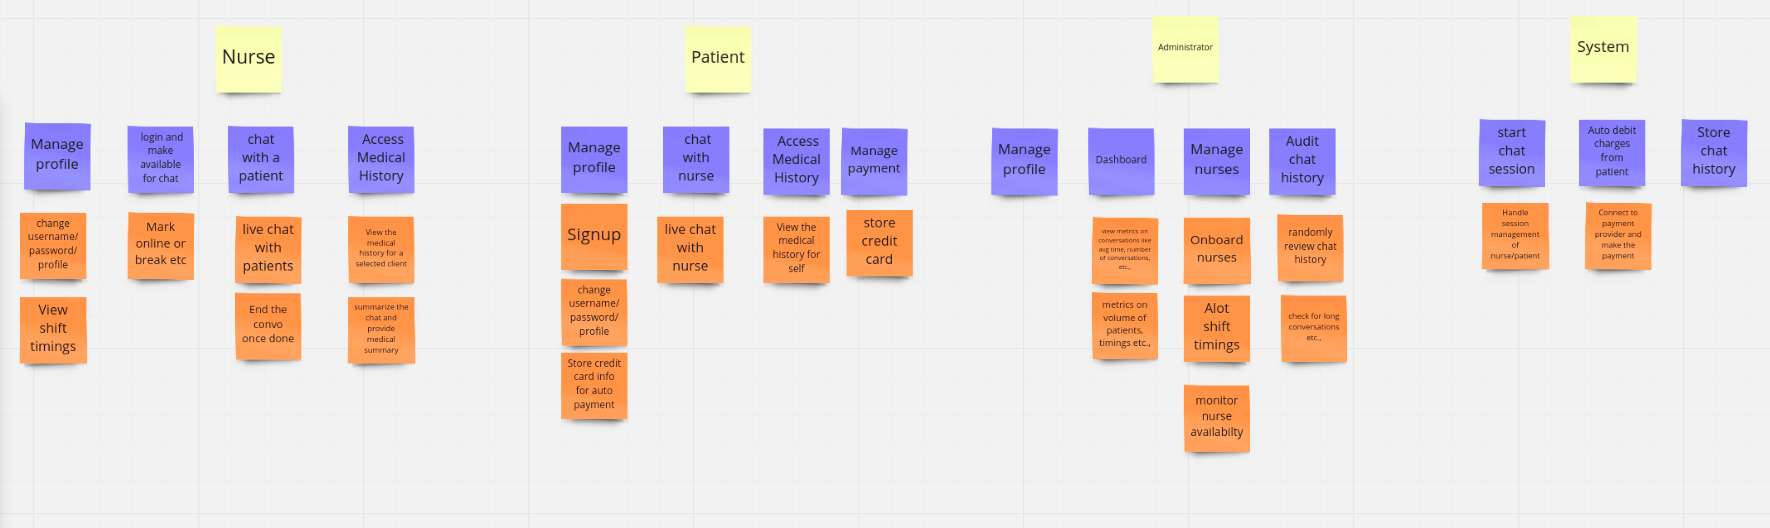 Nurse
Patient
Administrator
System
Manage
profile
login and
make
available
for chat
chat
with a
patient
Access
Medical
History
Manage
profile
chat
with
nurse
Access
Medical
History
Manage
payment
Manage
profile
Dashboard
Manage
nurses
Audit
chat
history
start
chat
session
Auto debit
charges
from
patient
Store
chat
history
change
username/
password/
profile
Mark
online or
break etc
live chat
with
patients
View the
medical
history for a
selected client
Signup
live chat
with
nurse
View the
medical
history for
self
store
credit
card
view metrics on
conversations like
avg time, number
of conversations,
etc.,
Onboard
nurses
randomly
review chat
history
Handle
session
management
of
nurse/patient
Connect to
payment
provider and
make the
payment
View
shift
timings
End the
convo
once done
summarize the
chat and
provide
medical
summary
change
username/
password/
profile
metrics on
volume of
patients,
timings etc.,
Alot
shift
timings
check for long
conversations
etc.,
Store credit
card info
for auto
payment
monitor
nurse
availabilty